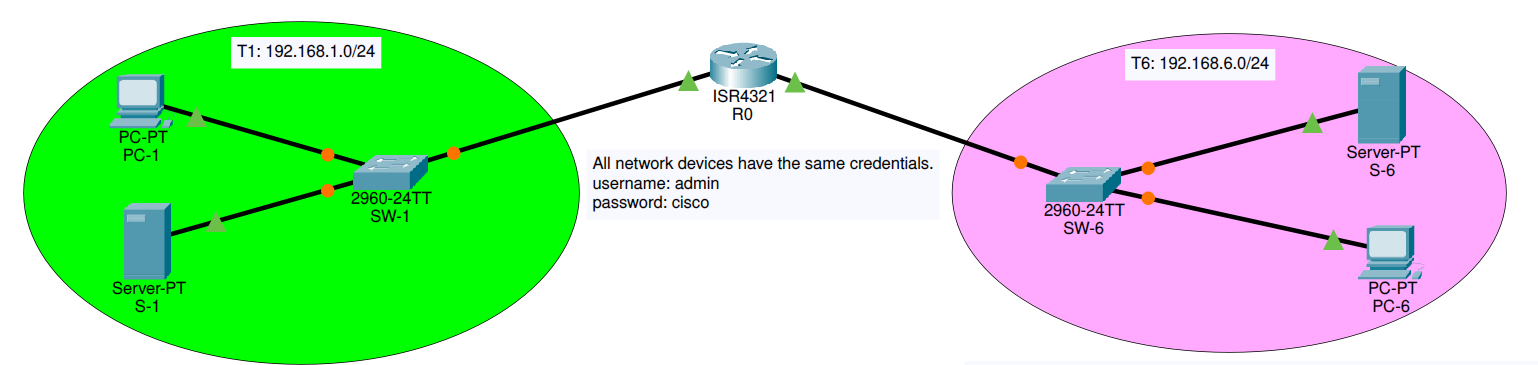 T1: 192.168.1.0/24
PC-PT
PC-1
2960-24TT
SW-1
Server-PT
S-1
ISR4321
R0
All network devices have the same credentials.
username: admin
password: cisco
T6: 192.168.6.0/24
Server-PT
S-6
2960-24TT
SW-6
PC-PT
PC-6